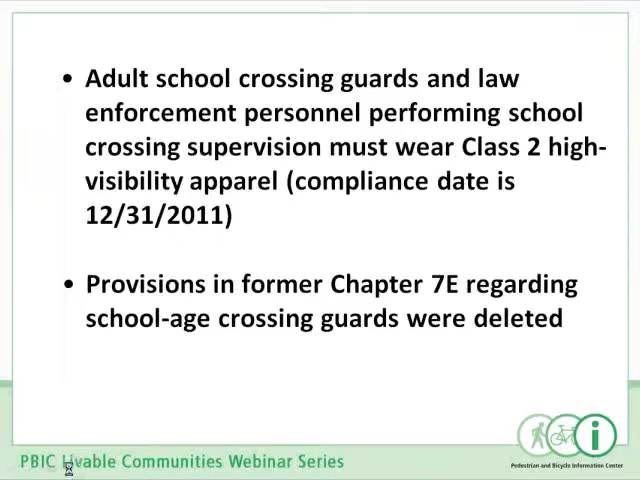 • Adult school crossing guards and law
enforcement personnel performing school
crossing supervision must wear Class 2 high-
visibility apparel (compliance date is
12/31/2011)
• Provisions in former Chapter 7E regarding
school-age crossing guards were deleted
i
Pedestrian and Bicycle Information Center
PBIC Livable Communities Webinar Series